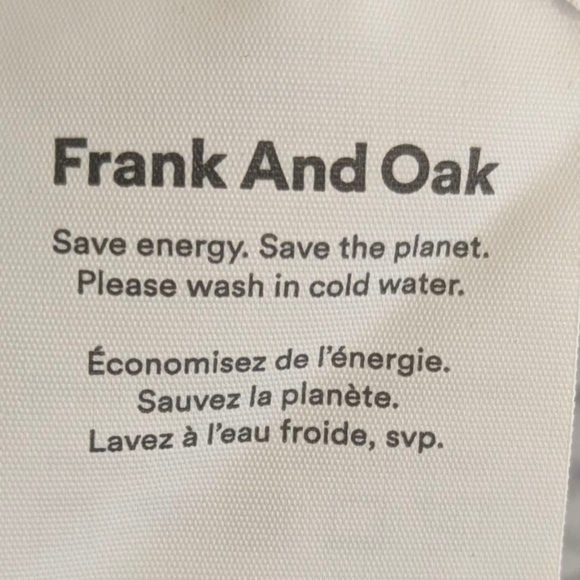 Frank And Oak
Save energy. Save the planet.
Please wash in cold water.
Économisez de l'énergie.
Sauvez la planète.
Lavez à l'eau froide, svp.